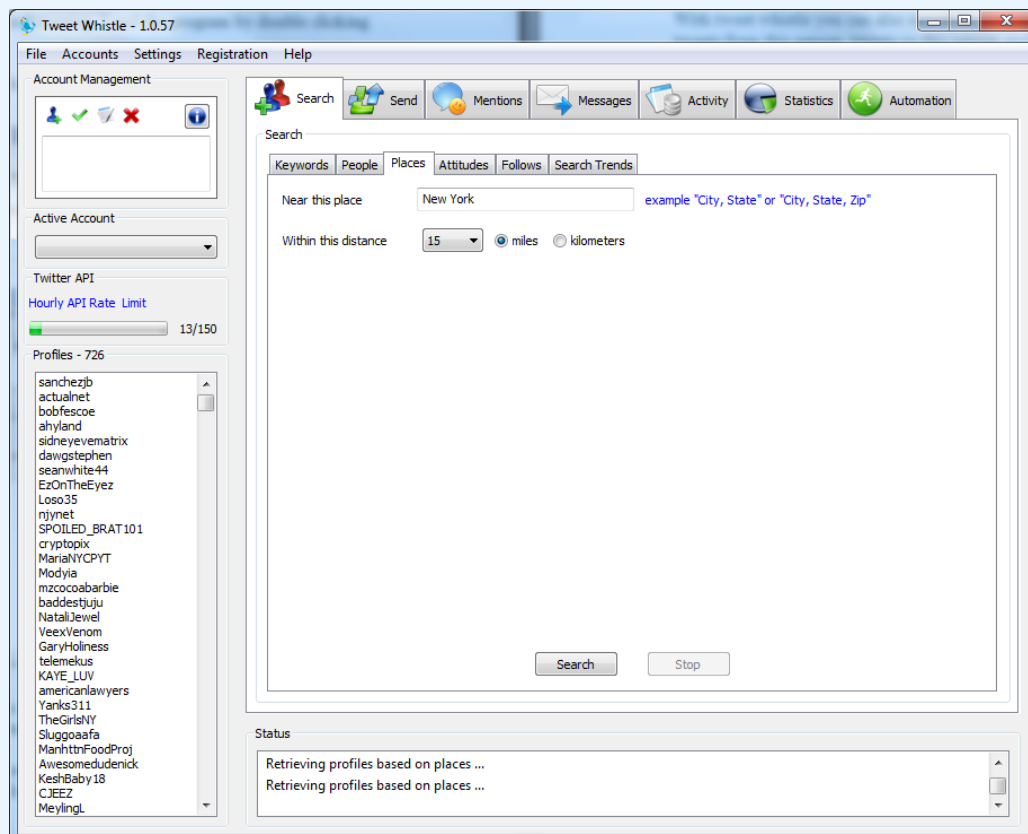 Tweet Whistle - 1.0.57
File Accounts Settings Registration Help
Account Management
Active Account
Twitter API
Hourly API Rate Limit
13/150
Profiles - 726
sanchezjb
actualnet
bobfescoe
ahyland
sidneyevematrix
dawgstephen
seanwhite44
EzOnTheEyez
Loso35
njynet
SPOILED_BRAT101
cryptopix
MariaNYCPYT
Modyia
mzcocoabarbie
baddestjuju
NataliJewel
VeexVenom
GaryHoliness
telemekus
KAYE_LUV
americanlawyers
Yanks311
TheGirlsNY
Sluggoaafa
ManhttnFoodProj
Awesomedudenick
KeshBaby18
CJEEZ
MeylingL
Search Send Mentions Messages Activity Statistics Automation
Search
Keywords People Places Attitudes Follows Search Trends
Near this place New York example "City, State" or "City, State, Zip"
Within this distance 15 miles kilometers
Search Stop
Status
Retrieving profiles based on places ...
Retrieving profiles based on places ...